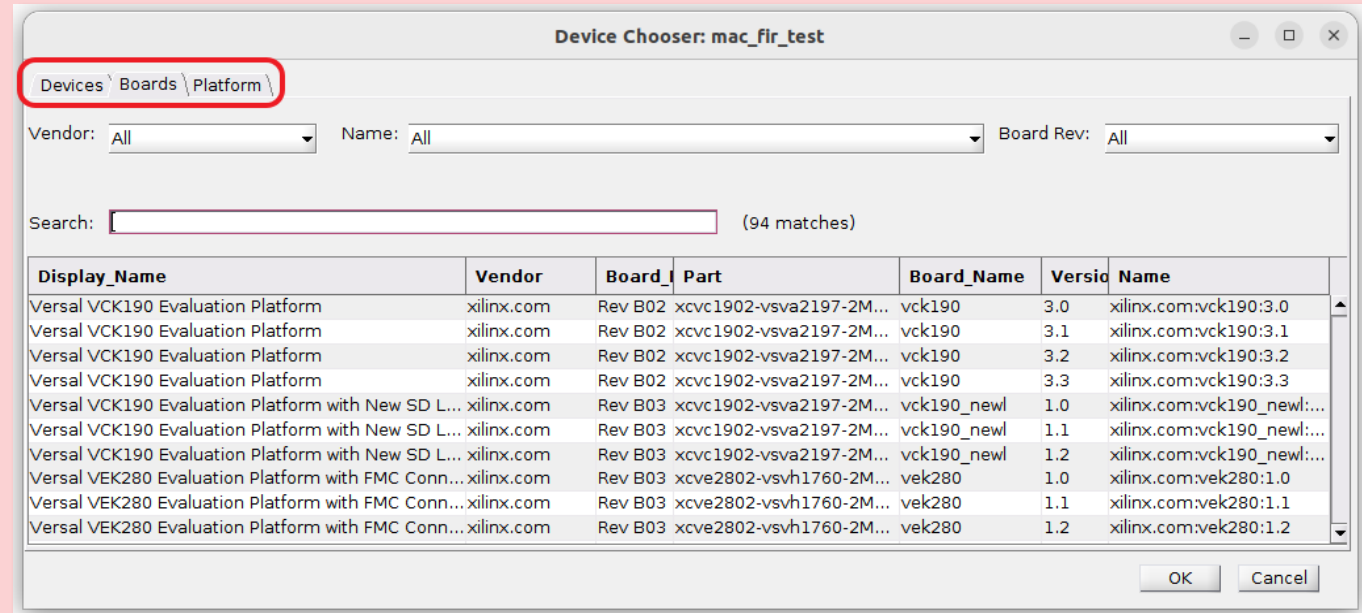 Device Chooser: mac_fir_test
Devices Boards Platform
Vendor: All Name: All Board Rev: All
Search: (94 matches)
Display_Name Vendor Board_ Part Board_Name Versio Name
Versal VCK190 Evaluation Platform xilinx.com Rev B02 xcvc1902-vsva2197-2M... vck190 3.0 xilinx.com:vck190:3.0
Versal VCK190 Evaluation Platform xilinx.com Rev B02 xcvc1902-vsva2197-2M... vck190 3.1 xilinx.com:vck190:3.1
Versal VCK190 Evaluation Platform xilinx.com Rev B02 xcvc1902-vsva2197-2M... vck190 3.2 xilinx.com:vck190:3.2
Versal VCK190 Evaluation Platform xilinx.com Rev B02 xcvc1902-vsva2197-2M... vck190 3.3 xilinx.com:vck190:3.3
Versal VCK190 Evaluation Platform with New SD L... xilinx.com Rev B03 xcvc1902-vsva2197-2M... vck190_newl 1.0 xilinx.com:vck190_newl:...
Versal VCK190 Evaluation Platform with New SD L... xilinx.com Rev B03 xcvc1902-vsva2197-2M... vck190_newl 1.1 xilinx.com:vck190_newl:...
Versal VCK190 Evaluation Platform with New SD L... xilinx.com Rev B03 xcvc1902-vsva2197-2M... vck190_newl 1.2 xilinx.com:vck190_newl:...
Versal VEK280 Evaluation Platform with FMC Conn... xilinx.com Rev B03 xcve2802-vsvh1760-2M... vek280 1.0 xilinx.com:vek280:1.0
Versal VEK280 Evaluation Platform with FMC Conn... xilinx.com Rev B03 xcve2802-vsvh1760-2M... vek280 1.1 xilinx.com:vek280:1.1
Versal VEK280 Evaluation Platform with FMC Conn... xilinx.com Rev B03 xcve2802-vsvh1760-2M... vek280 1.2 xilinx.com:vek280:1.2
OK Cancel